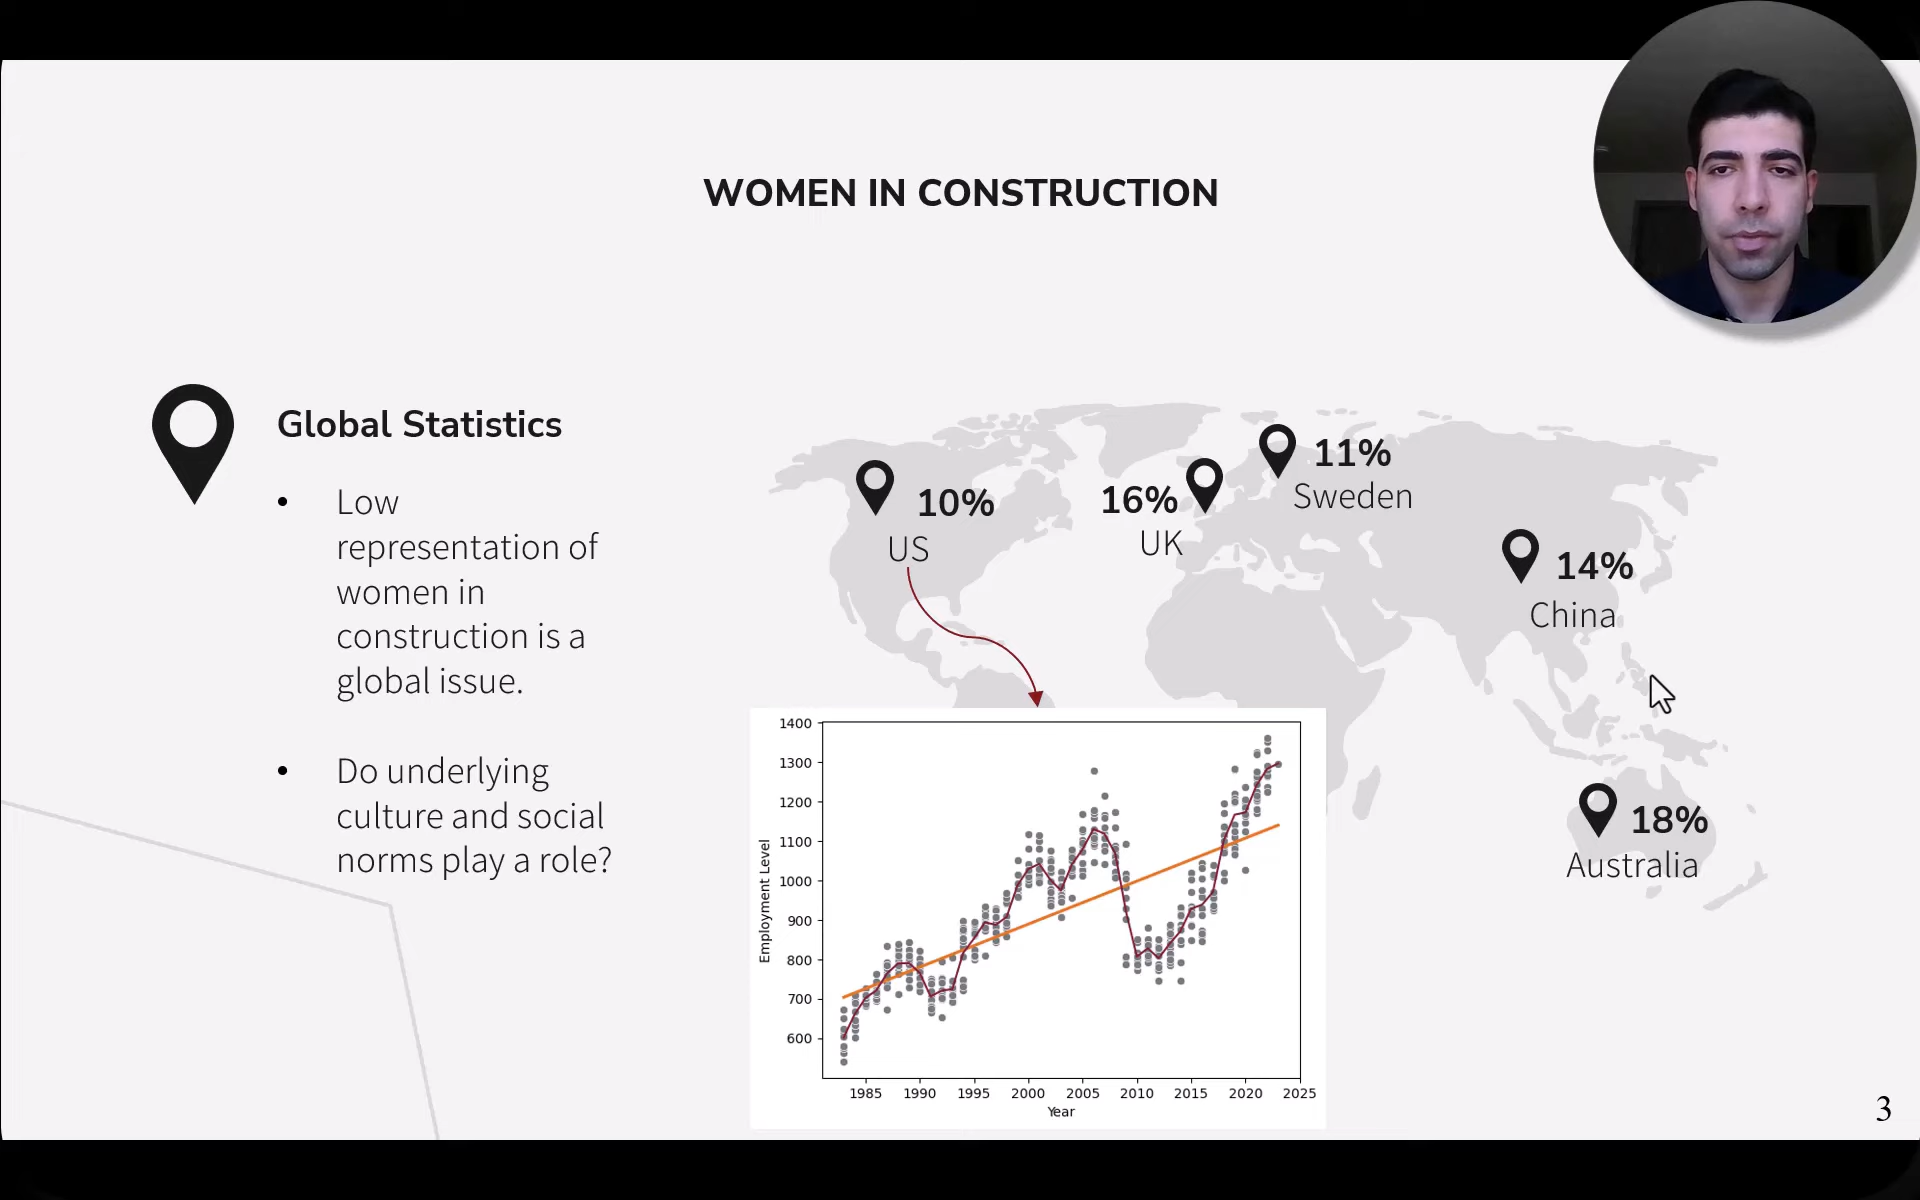 WOMEN IN CONSTRUCTION
Global Statistics
• Low
representation of
women in
construction is a
global issue.
• Do underlying
culture and social
norms play a role?
10%
US
16%
UK
11%
Sweden
14%
China
18%
Australia
1400
1300
1200
1100
1000
900
800
700
600
Employment Level
1985 1990 1995 2000 2005 2010 2015 2020 2025
Year
3